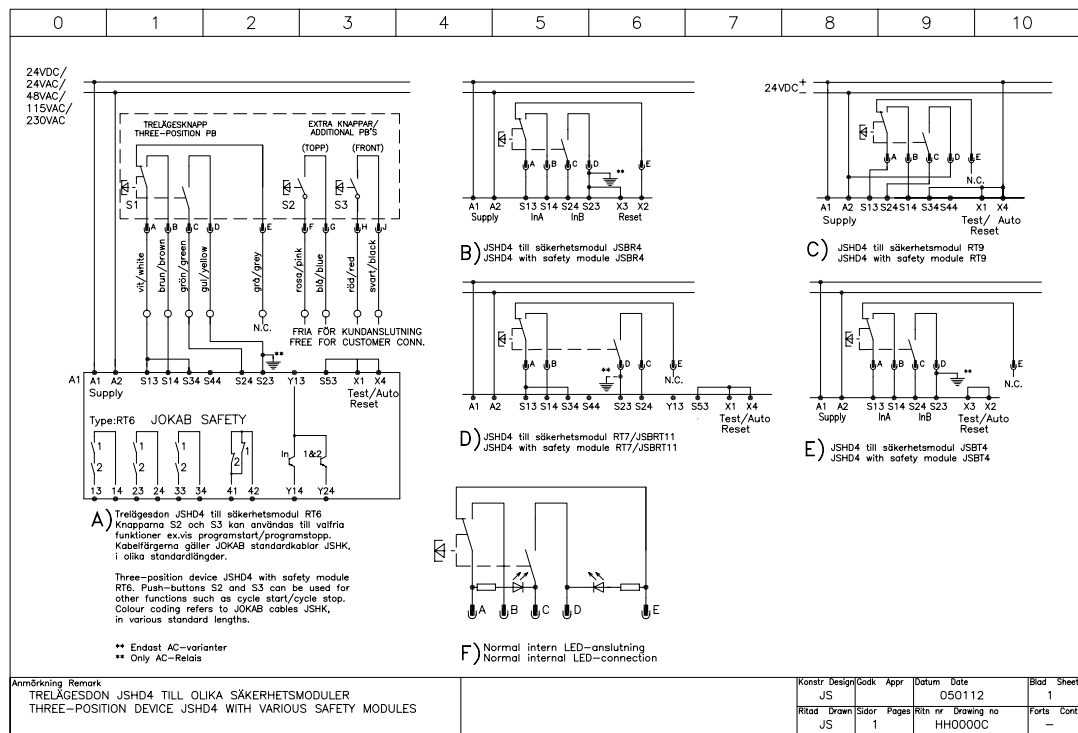 0 1 2 3 4 5 6 7 8 9 10
24VDC/
24VAC/
48VAC/
115VAC/
230VAC
TRELÄGESKNAPP
THREE-POSITION PB
EXTRA KNAPPAR/
ADDITIONAL PB'S
(TOPP) (FRONT)
S1 S2 S3
A B C D E F G H J
vit/white
brun/brown
grön/green
gul/yellow
grå/grey
rosa/pink
blå/blue
röd/red
svart/black
N.C.
FRIA FÖR KUNDANSLUTNING
FREE FOR CUSTOMER CONN.
**
A1 A1 A2 S13 S14 S34 S44 S24 S23 Y13 S53 X1 X4
Supply
Test/Auto
Reset
Type:RT6 JOKAB SAFETY
1 1 1 1
2 2 2 2
In 1&2
13 14 23 24 33 34 41 42 Y14 Y24
A) Trelägesdon JSHD4 till säkerhetsmodul RT6
Knapparna S2 och S3 kan användas till valfria
funktioner ex.vis programstart/programstopp.
Kabelfärgerna gäller JOKAB standardkablar JSHK,
i olika standardlängder.
Three-position device JSHD4 with safety module
RT6. Push-buttons S2 and S3 can be used for
other functions such as cycle start/cycle stop.
Colour coding refers to JOKAB cables JSHK,
in various standard lengths.
** Endast AC-varianter
** Only AC-Relais
A B C D E
**
A1 A2 S13 S14 S24 S23 X3 X2
Supply InA InB Reset
B) JSHD4 till säkerhetsmodul JSBR4
JSHD4 with safety module JSBR4
24VDC + -
A B C D E
N.C.
A1 A2 S13 S24 S14 S34 S44 X1 X4
Supply Test/ Auto
Reset
C) JSHD4 till säkerhetsmodul RT9
JSHD4 with safety module RT9
A B D C E
**
N.C.
A1 A2 S13 S14 S34 S44 S23 S24 Y13 S53 X1 X4
Test/Auto
Reset
D) JSHD4 till säkerhetsmodul RT7/JSBRT11
JSHD4 with safety module RT7/JSBRT11
A B C D E
**
N.C.
A1 A2 S13 S14 S24 S23 X3 X2
Supply InA InB Test/Auto
Reset
E) JSHD4 till säkerhetsmodul JSBT4
JSHD4 with safety module JSBT4
A B C D E
F) Normal intern LED-anslutning
Normal internal LED-connection
Anmörkning Remark
TRELÄGESDON JSHD4 TILL OLIKA SÄKERHETSMODULER
THREE-POSITION DEVICE JSHD4 WITH VARIOUS SAFETY MODULES
Konstr Design Godk Appr Datum Date Blad Sheet
JS 050112 1
Ritad Drawn Sidor Pages Ritn nr Drawing no Forts Cont
JS 1 HH0000C -